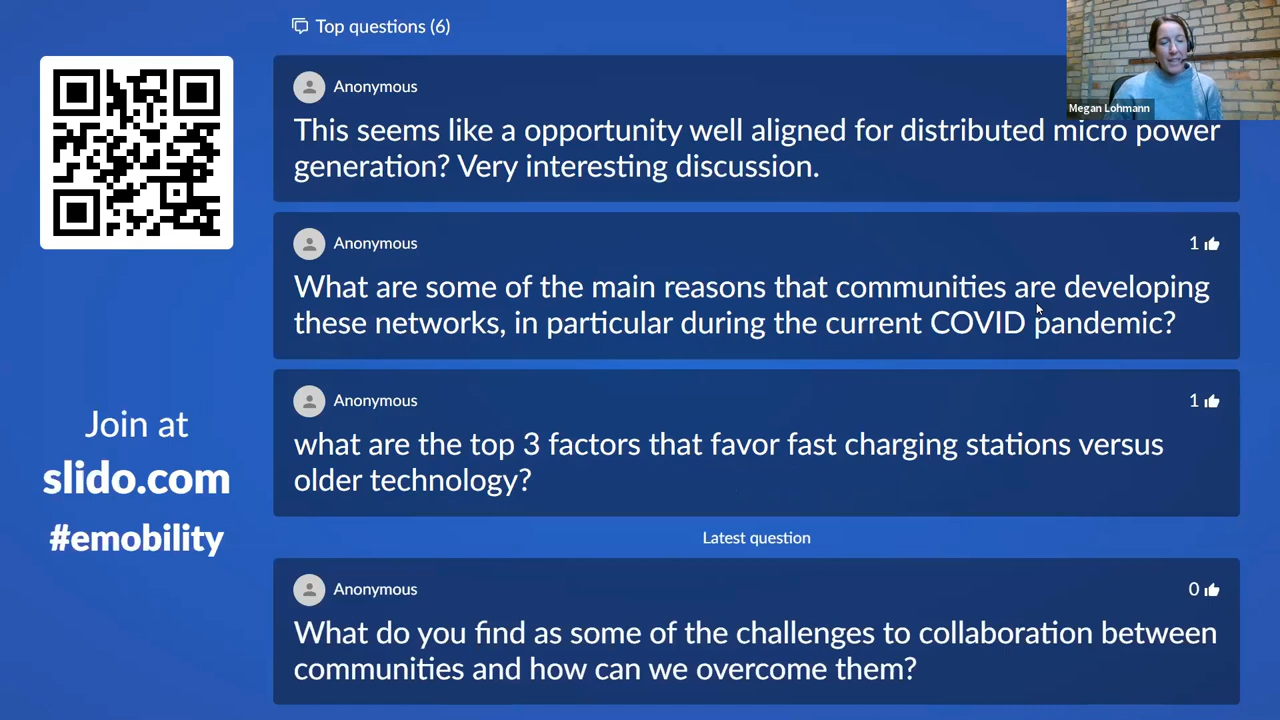 Top questions (6)
Anonymous
This seems like a opportunity well aligned for distributed micro power
generation? Very interesting discussion.
Megan Lohmann
Anonymous
1
What are some of the main reasons that communities are developing
these networks, in particular during the current COVID pandemic?
Anonymous
1
what are the top 3 factors that favor fast charging stations versus
older technology?
Join at
slido.com
#emobility
Latest question
Anonymous
0
What do you find as some of the challenges to collaboration between
communities and how can we overcome them?